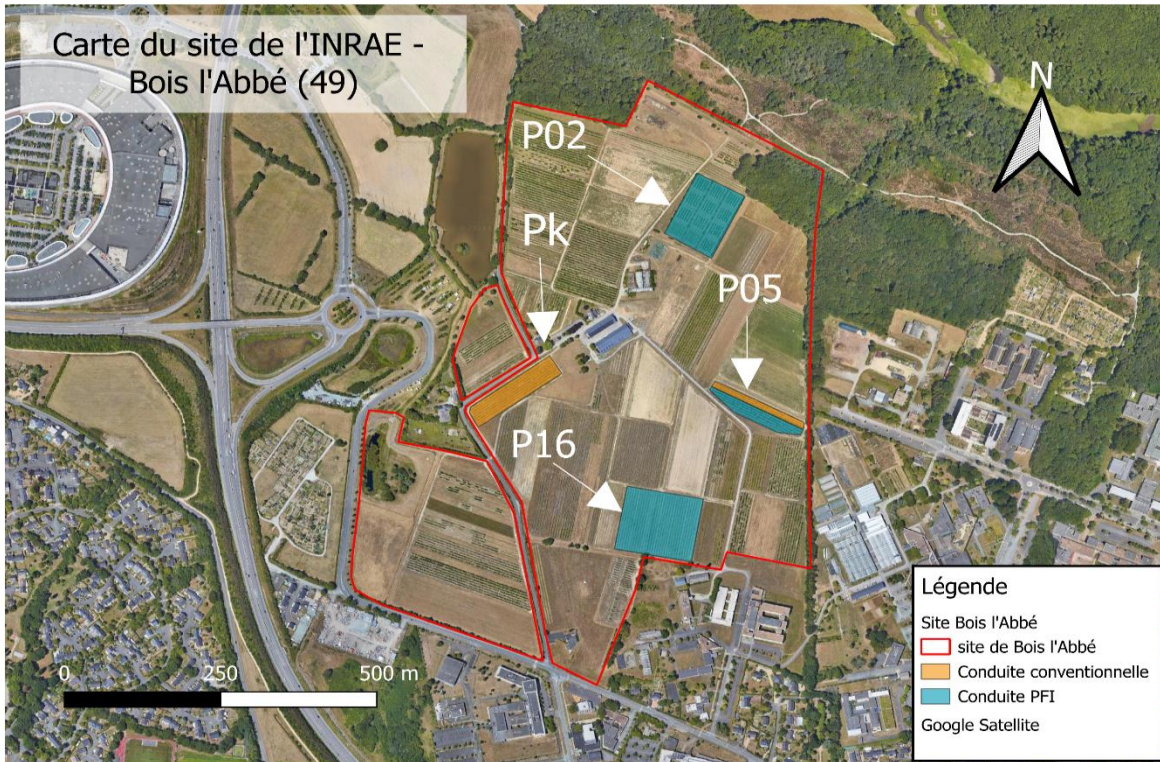 Carte du site de l'INRAE -
Bois l'Abbé (49)
N
P02
Pk
P05
P16
0 250 500 m
Légende
Site Bois l'Abbé
site de Bois l'Abbé
Conduite conventionnelle
Conduite PFI
Google Satellite